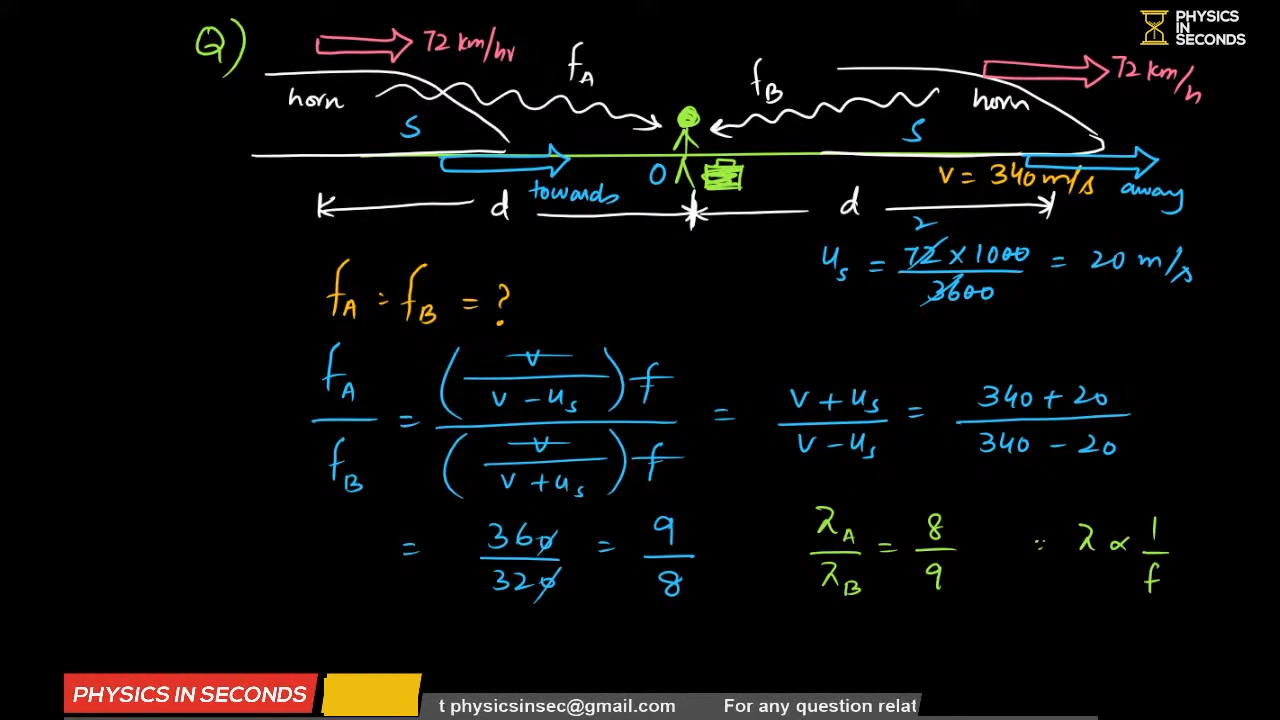 Q)
72 km/hr
f_A
f_B
72 km/h
PHYSICS
IN
SECONDS
horn
horn
S
S
O
towards
v = 340 m/s
away
d
d
u_s = 72 × 1000 / 3600 = 20 m/s
2
f_A : f_B = ?
f_A / f_B = (v / (v - u_s)) f / (v / (v + u_s)) f = (v + u_s) / (v - u_s) = (340 + 20) / (340 - 20)
= 360 / 320 = 9 / 8
λ_A / λ_B = 8 / 9 ∵ λ ∝ 1 / f
PHYSICS IN SECONDS
t physicsinsec@gmail.com For any question relat